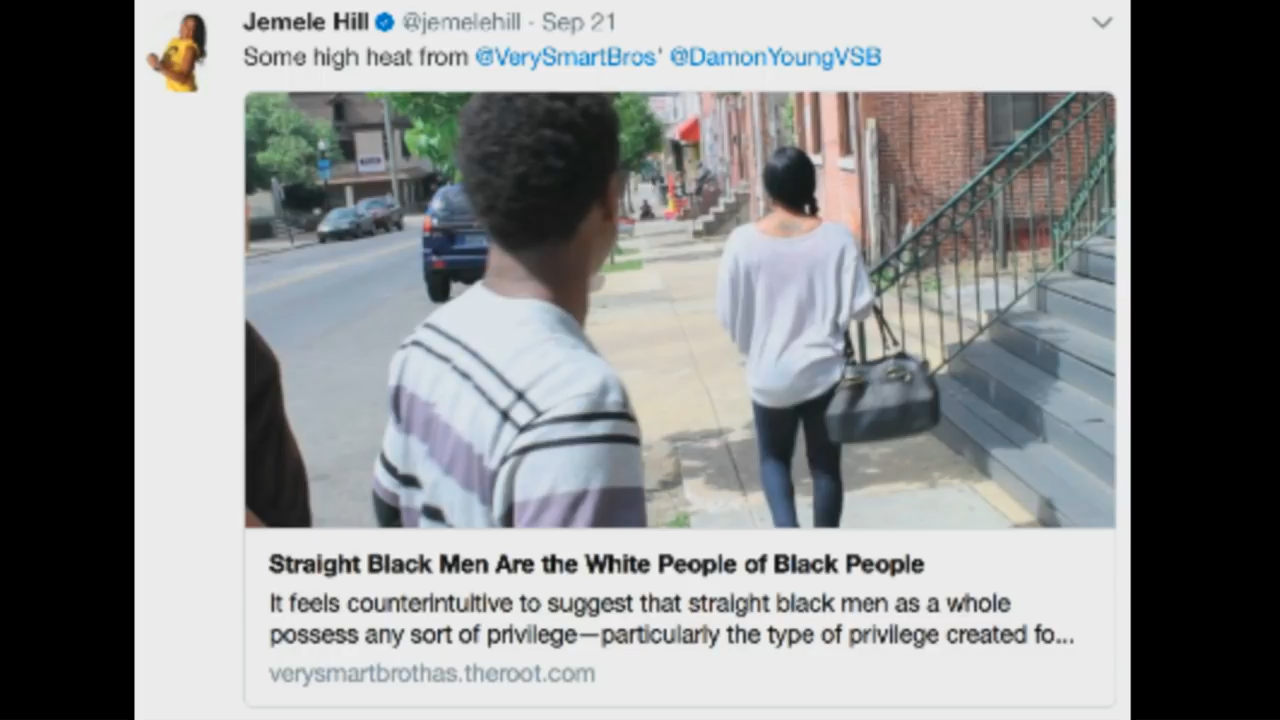 Jemele Hill @jemelehill · Sep 21
Some high heat from @VerySmartBros' @DamonYoungVSB
Straight Black Men Are the White People of Black People
It feels counterintuitive to suggest that straight black men as a whole
possess any sort of privilege—particularly the type of privilege created fo...
verysmartbrothas.theroot.com